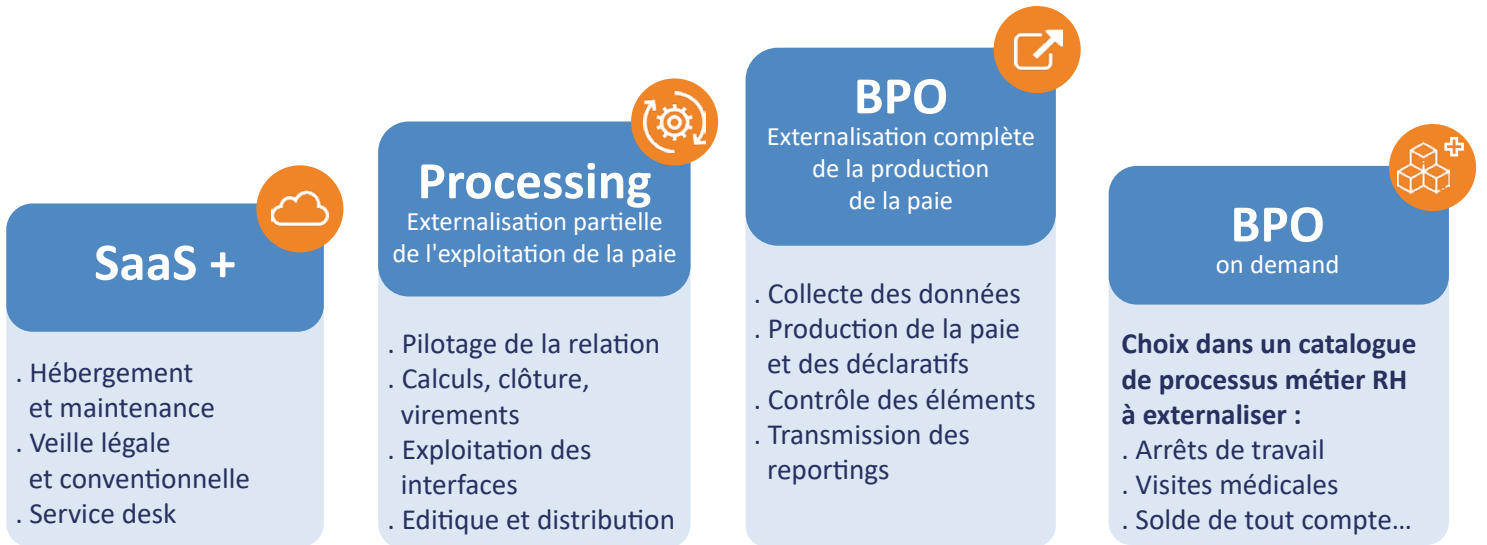 SaaS +
. Hébergement
et maintenance
. Veille légale
et conventionnelle
. Service desk
Processing
Externalisation partielle
de l'exploitation de la paie
. Pilotage de la relation
. Calculs, clôture,
virements
. Exploitation des
interfaces
. Editique et distribution
BPO
Externalisation complète
de la production
de la paie
. Collecte des données
. Production de la paie
et des déclaratifs
. Contrôle des éléments
. Transmission des
reportings
BPO
on demand
Choix dans un catalogue
de processus métier RH
à externaliser :
. Arrêts de travail
. Visites médicales
. Solde de tout compte...